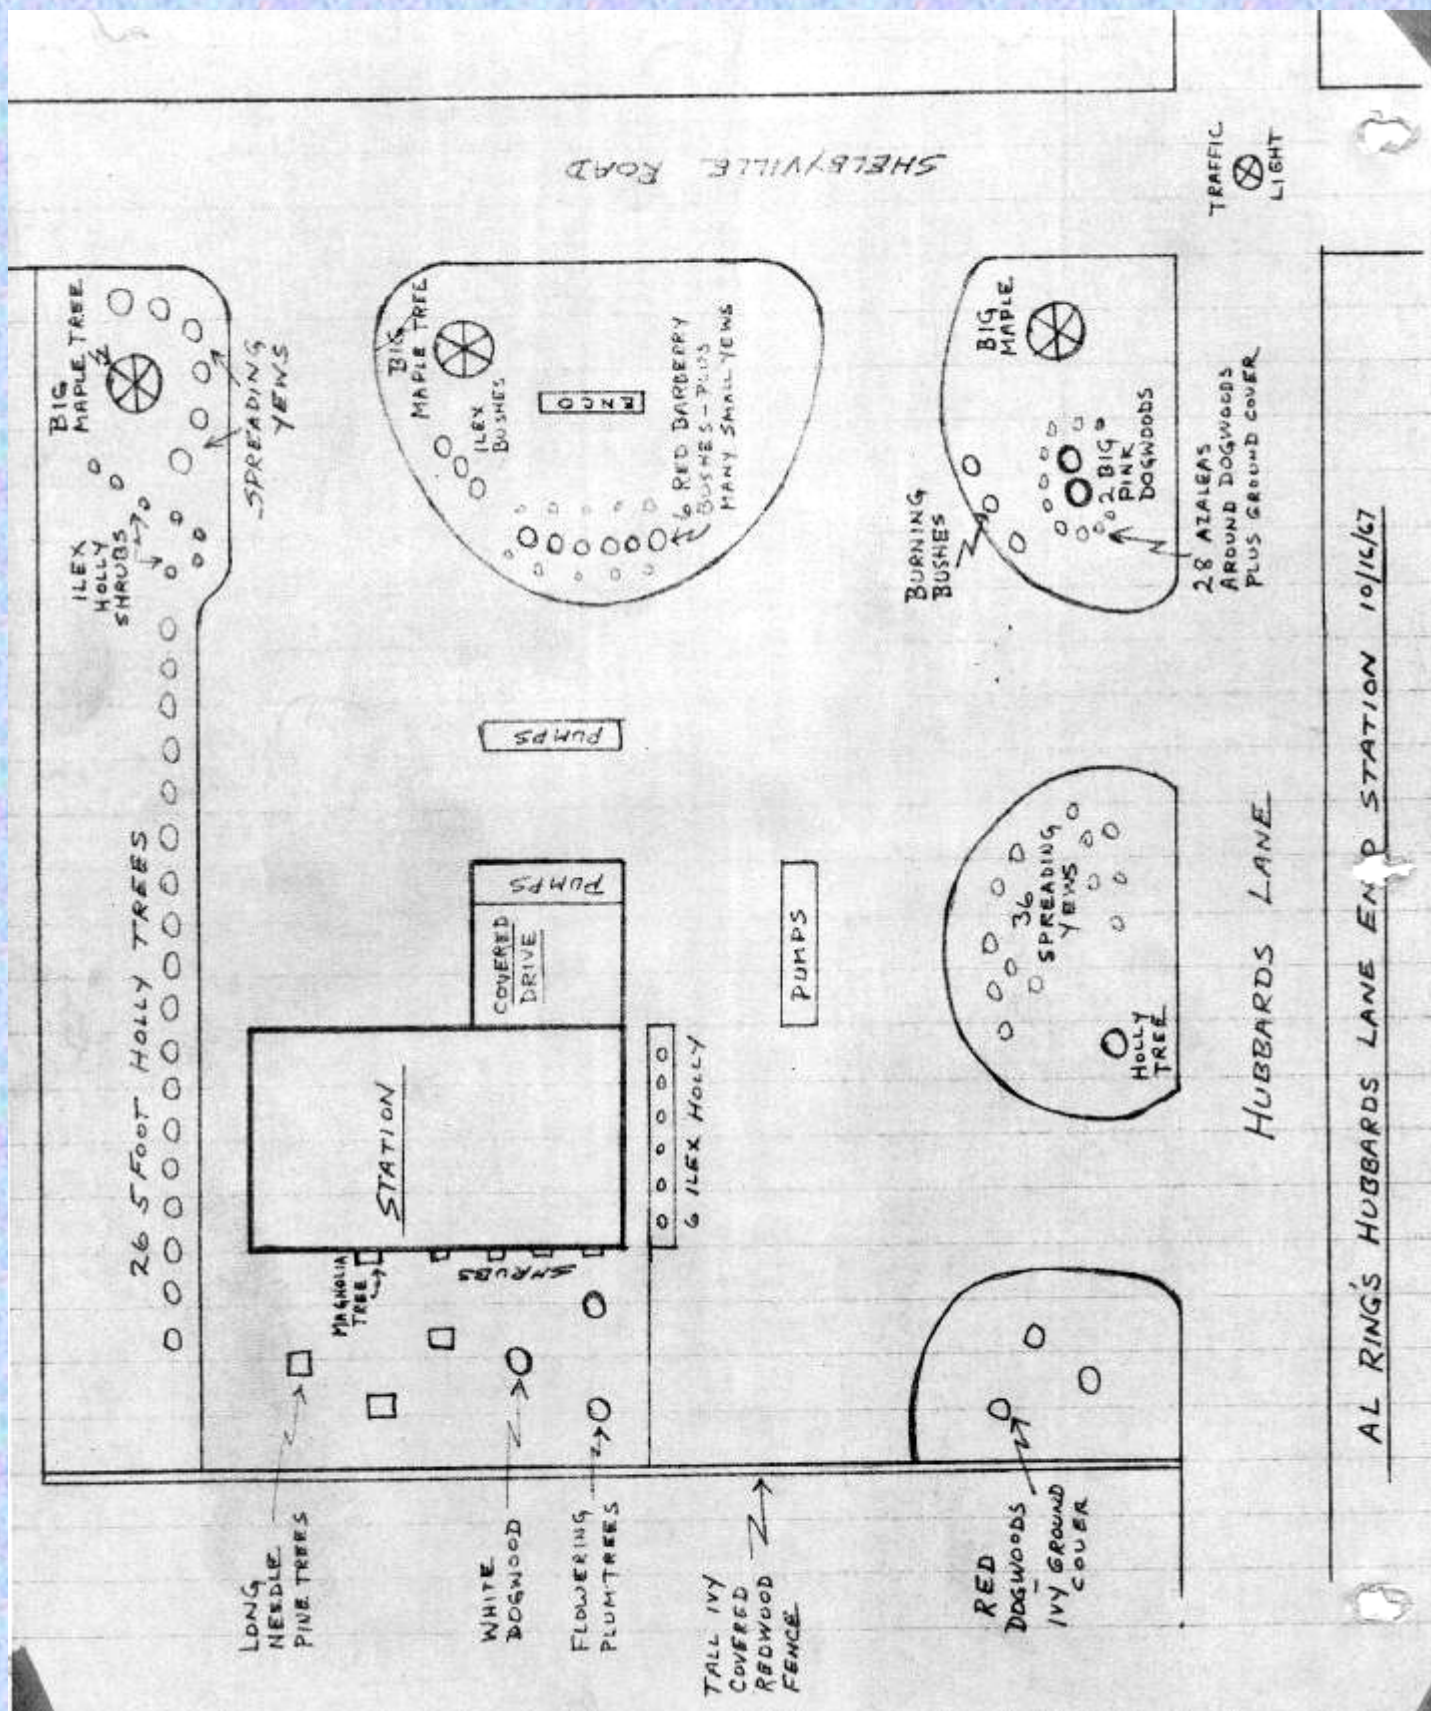 SHELBYVILLE ROAD
TRAFFIC
LIGHT
BIG
MAPLE TREE
SPREADING
YEWS
ILEX
HOLLY
SHRUBS
BIG
MAPLE TREE
ILEX
BUSHES
6 RED BARBERRY
BUSHES - PLUS
MANY SMALL YEWS
BIG
MAPLE
2 BIG
PINK
DOGWOODS
28 AZALEAS
AROUND DOGWOODS
PLUS GROUND COVER
BURNING
BUSHES
PUMPS
PUMPS
COVERED
DRIVE
PUMPS
36
SPREADING
YEWS
HOLLY
TREE
HUBBARDS LANE
26 5 FOOT HOLLY TREES
STATION
6 ILEX HOLLY
MAGNOLIA
TREE
SHRUBS
LONG
NEEDLE
PINE TREES
WHITE
DOGWOOD
FLOWERING
PLUM TREES
TALL IVY
COVERED
REDWOOD
FENCE
RED
DOGWOODS
IVY GROUND
COVER
AL RING'S HUBBARDS LANE STATION 10/16/67